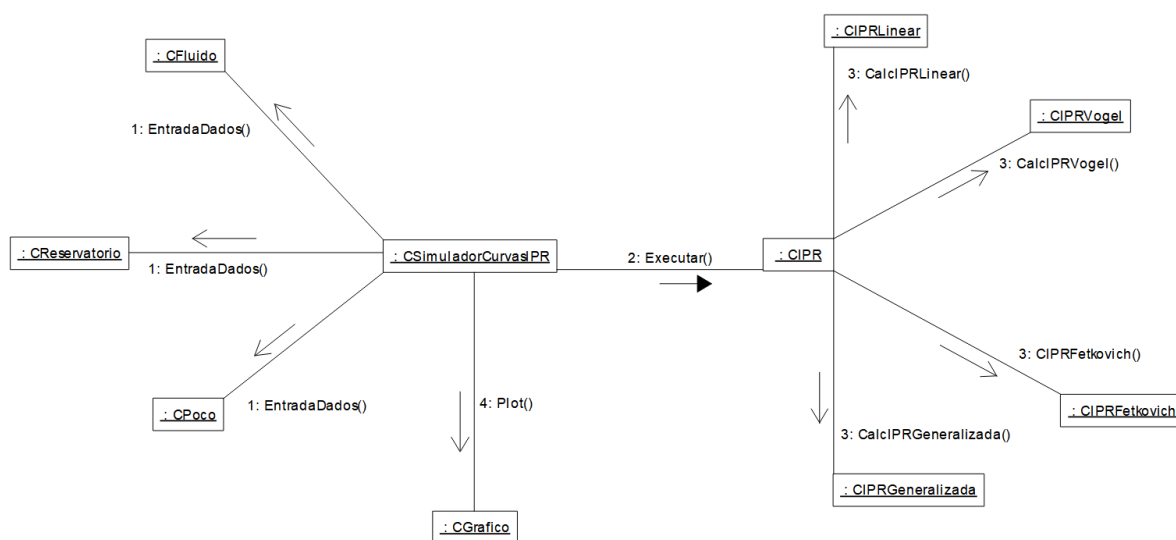 : CIPRLinear
: CFluido
3: CalcIPRLinear()
: CIPRVogel
1: EntradaDados()
3: CalcIPRVogel()
: CReservatorio
: CSimuladorCurvasIPR
2: Executar()
: CIPR
1: EntradaDados()
3: CIPRFetkovich()
1: EntradaDados()
4: Plot()
: CPoco
: CIPRFetkovich
3: CalcIPRGeneralizada()
: CIPRGeneralizada
: CGrafico